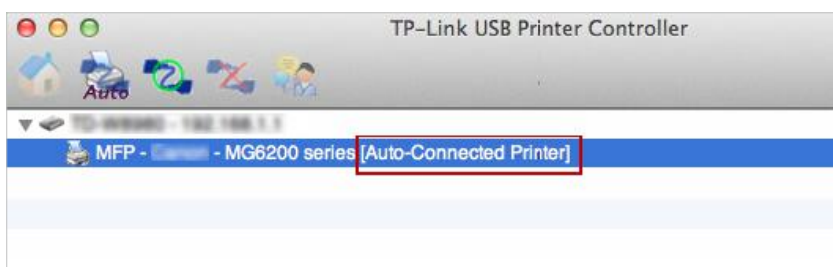 TP-Link USB Printer Controller
Auto
MFP - - MG6200 series [Auto-Connected Printer]